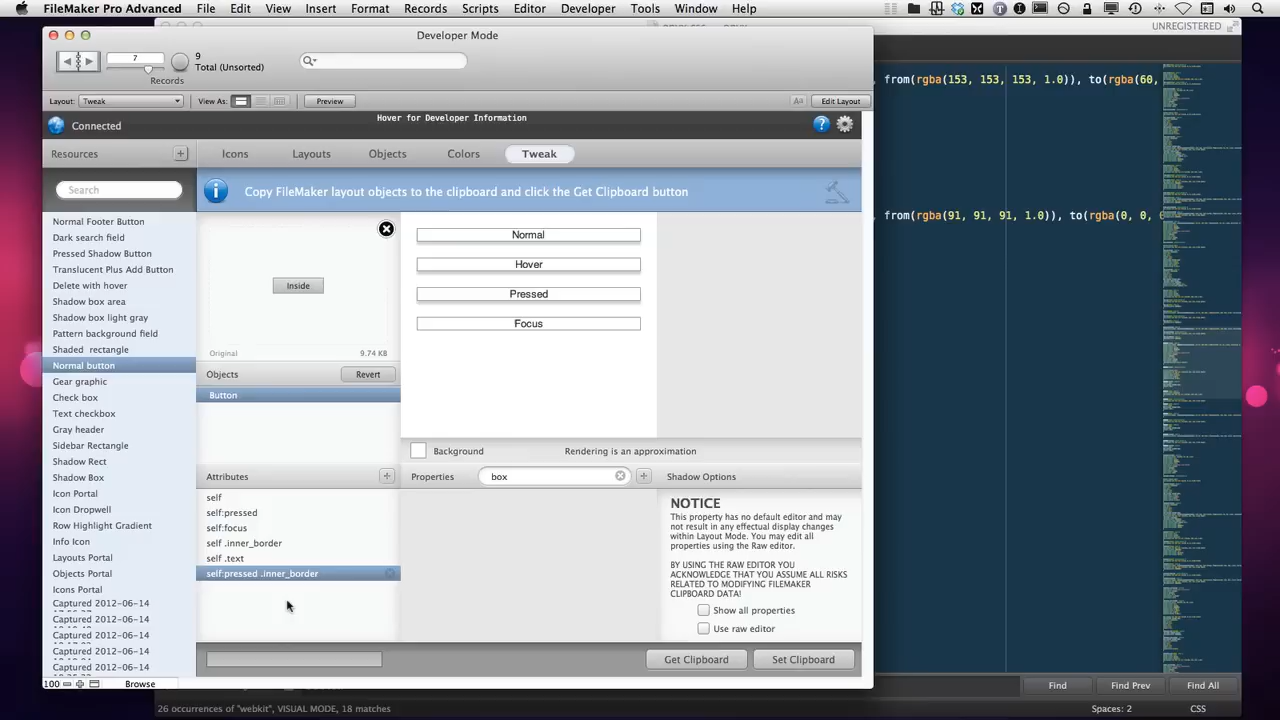 FileMaker Pro Advanced File Edit View Insert Format Records Scripts Editor Developer Tools Window Help
Developer Mode
UNREGISTERED
7
9
Total (Unsorted)
Records
Layout: Tweak View As: Preview Aa Edit Layout
from(rgba(153, 153, 153, 1.0)), to(rgba(60,
Hover for Developer Information
Connected
?
Resources + Icons Layouts Objects Tweak
Search
Copy FileMaker layout objects to the clipboard and click the Get Clipboard button
from(rgba(91, 91, 91, 1.0)), to(rgba(0, 0,
Normal Footer Button
Dark search field
Pressed Shadow Button
Translucent Plus Add Button
Delete with hover
Shadow box area
Shadow box light gray
Pattern background field
Shaded rectangle
Normal button
Gear graphic
Check box
Text checkbox
Gray header
Sidebar Rectangle
Shadow Rect
Shadow Box
Icon Portal
Icon Dropwell
Row Highlight Gradient
Info Icon
Layouts Portal
Objects Portal
Icons Portal
Captured 2012-06-14
Captured 2012-06-14
Captured 2012-06-14
Captured 2012-06-14
Captured 2012-06-14
Inside
Normal
Hover
Pressed
Focus
Original 9.74 KB
Objects Revert
Button
Background Rendering is an approximation
Attributes + Properties box + Shadow Options
self
self:pressed
self:focus
self .inner_border
self .text
self:pressed .inner_border
NOTICE
This property has no default editor and may
not result in any effectual display changes
within Layout Mode. You may edit all
properties using the Raw editor.
BY USING THE RAW EDITOR YOU
ACKNOWLEDGE THAT YOU ASSUME ALL RISKS
RELATED TO MODIFYING FILEMAKER
CLIPBOARD DATA!
Show all properties
Use raw editor
Get Clipboard Set Clipboard
100 Browse
Find Find Prev Find All
26 occurrences of "webkit", VISUAL MODE, 18 matches Spaces: 2 CSS